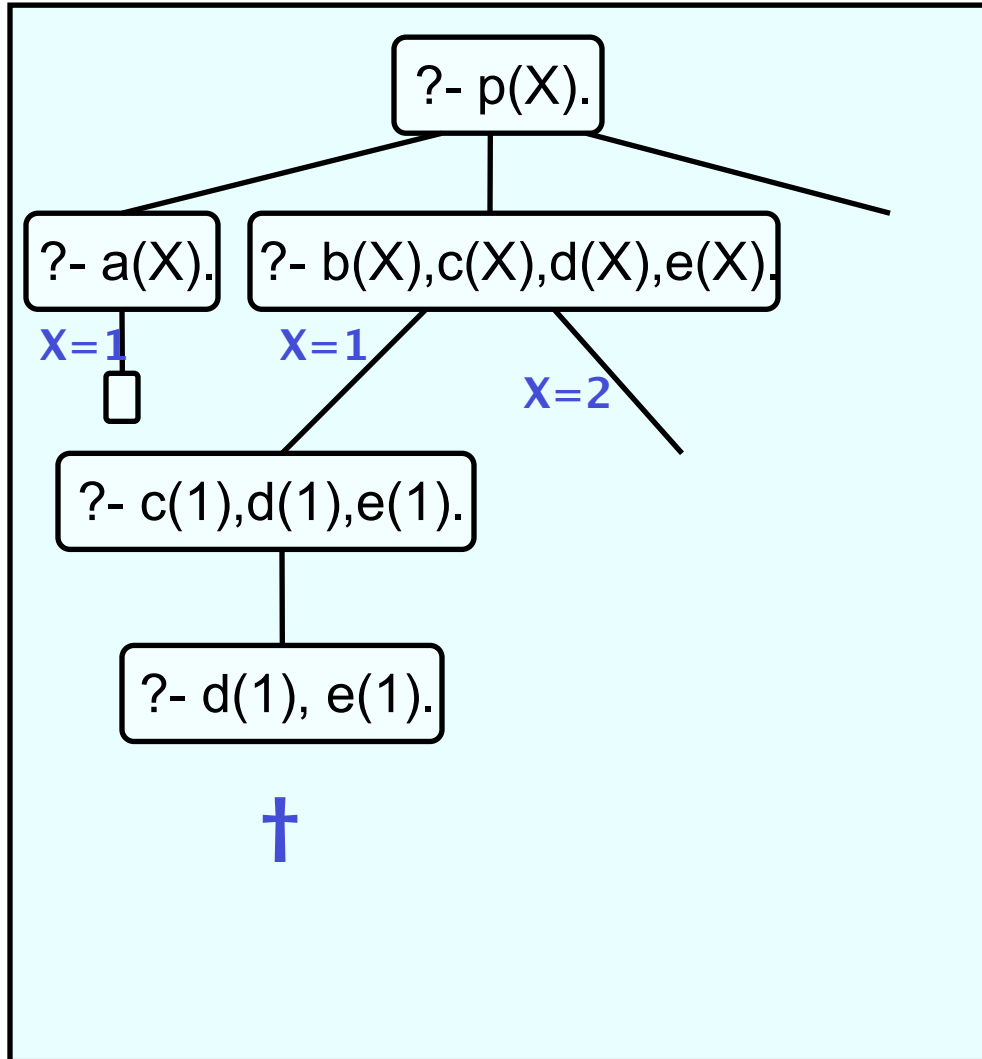 ?- p(X).
?- a(X).
?- b(X),c(X),d(X),e(X).
X=1
X=1
X=2
?- c(1),d(1),e(1).
?- d(1), e(1).
†